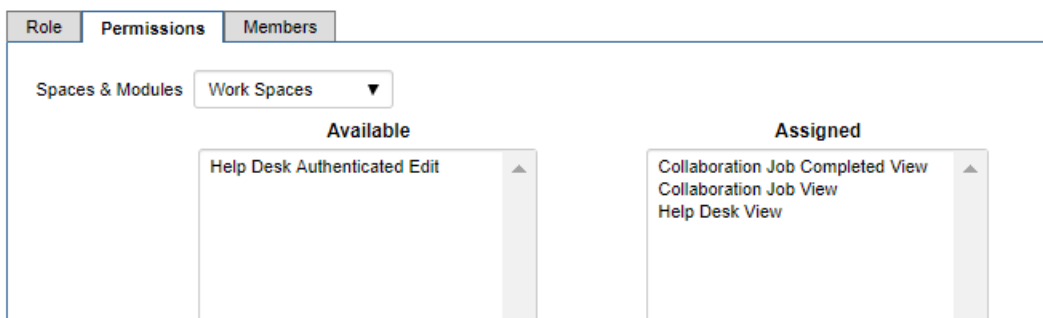 Role Permissions Members
Spaces & Modules Work Spaces ▼
Available Assigned
Help Desk Authenticated Edit
Collaboration Job Completed View
Collaboration Job View
Help Desk View